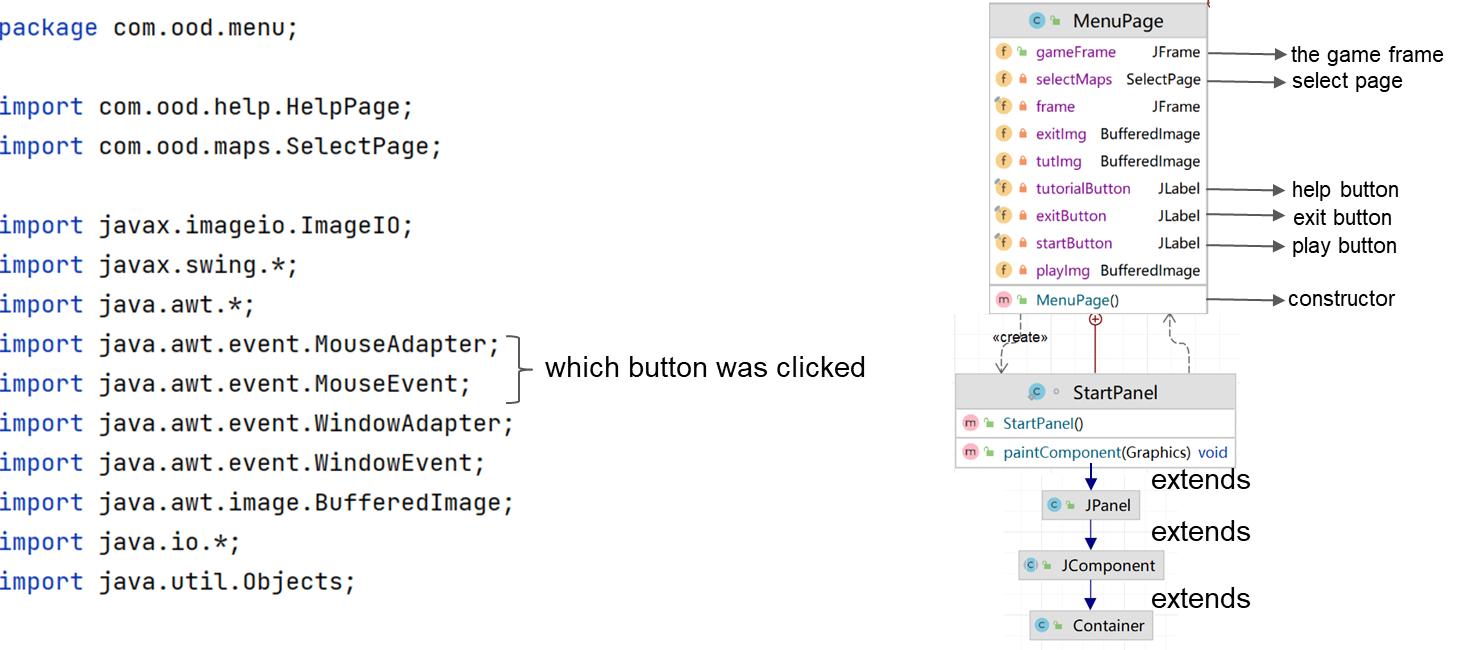 package com.ood.menu;
import com.ood.help.HelpPage;
import com.ood.maps.SelectPage;
import javax.imageio.ImageIO;
import javax.swing.*;
import java.awt.*;
import java.awt.event.MouseAdapter;
import java.awt.event.MouseEvent;
import java.awt.event.WindowAdapter;
import java.awt.event.WindowEvent;
import java.awt.image.BufferedImage;
import java.io.*;
import java.util.Objects;
which button was clicked
C MenuPage
f gameFrame JFrame the game frame
f selectMaps SelectPage select page
f frame JFrame
f exitImg BufferedImage
f tutImg BufferedImage
f tutorialButton JLabel help button
f exitButton JLabel exit button
f startButton JLabel play button
f playImg BufferedImage
m MenuPage() constructor
«create»
C StartPanel
m StartPanel()
m paintComponent(Graphics) void
extends
C JPanel
extends
C JComponent
extends
C Container